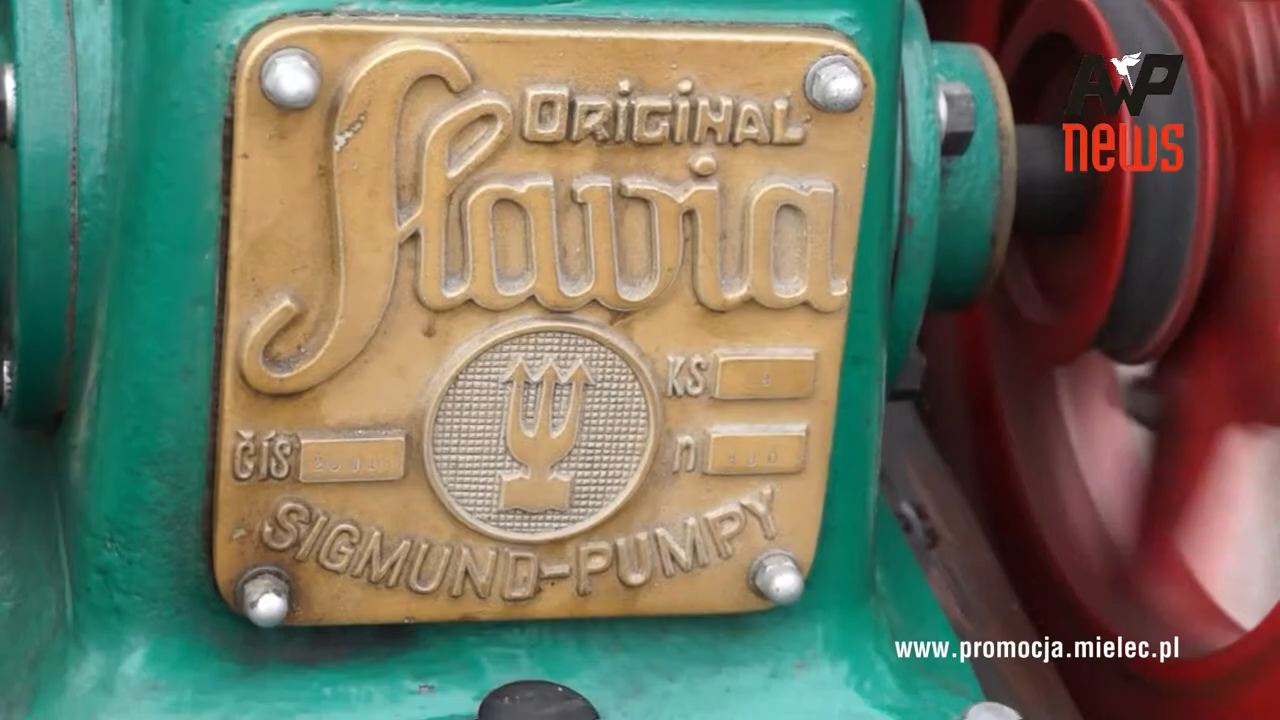 ORiGiNAL
Slavia
KS
ČÍS
n
SIGMUND-PUMPY
AWP
news
www.promocja.mielec.pl